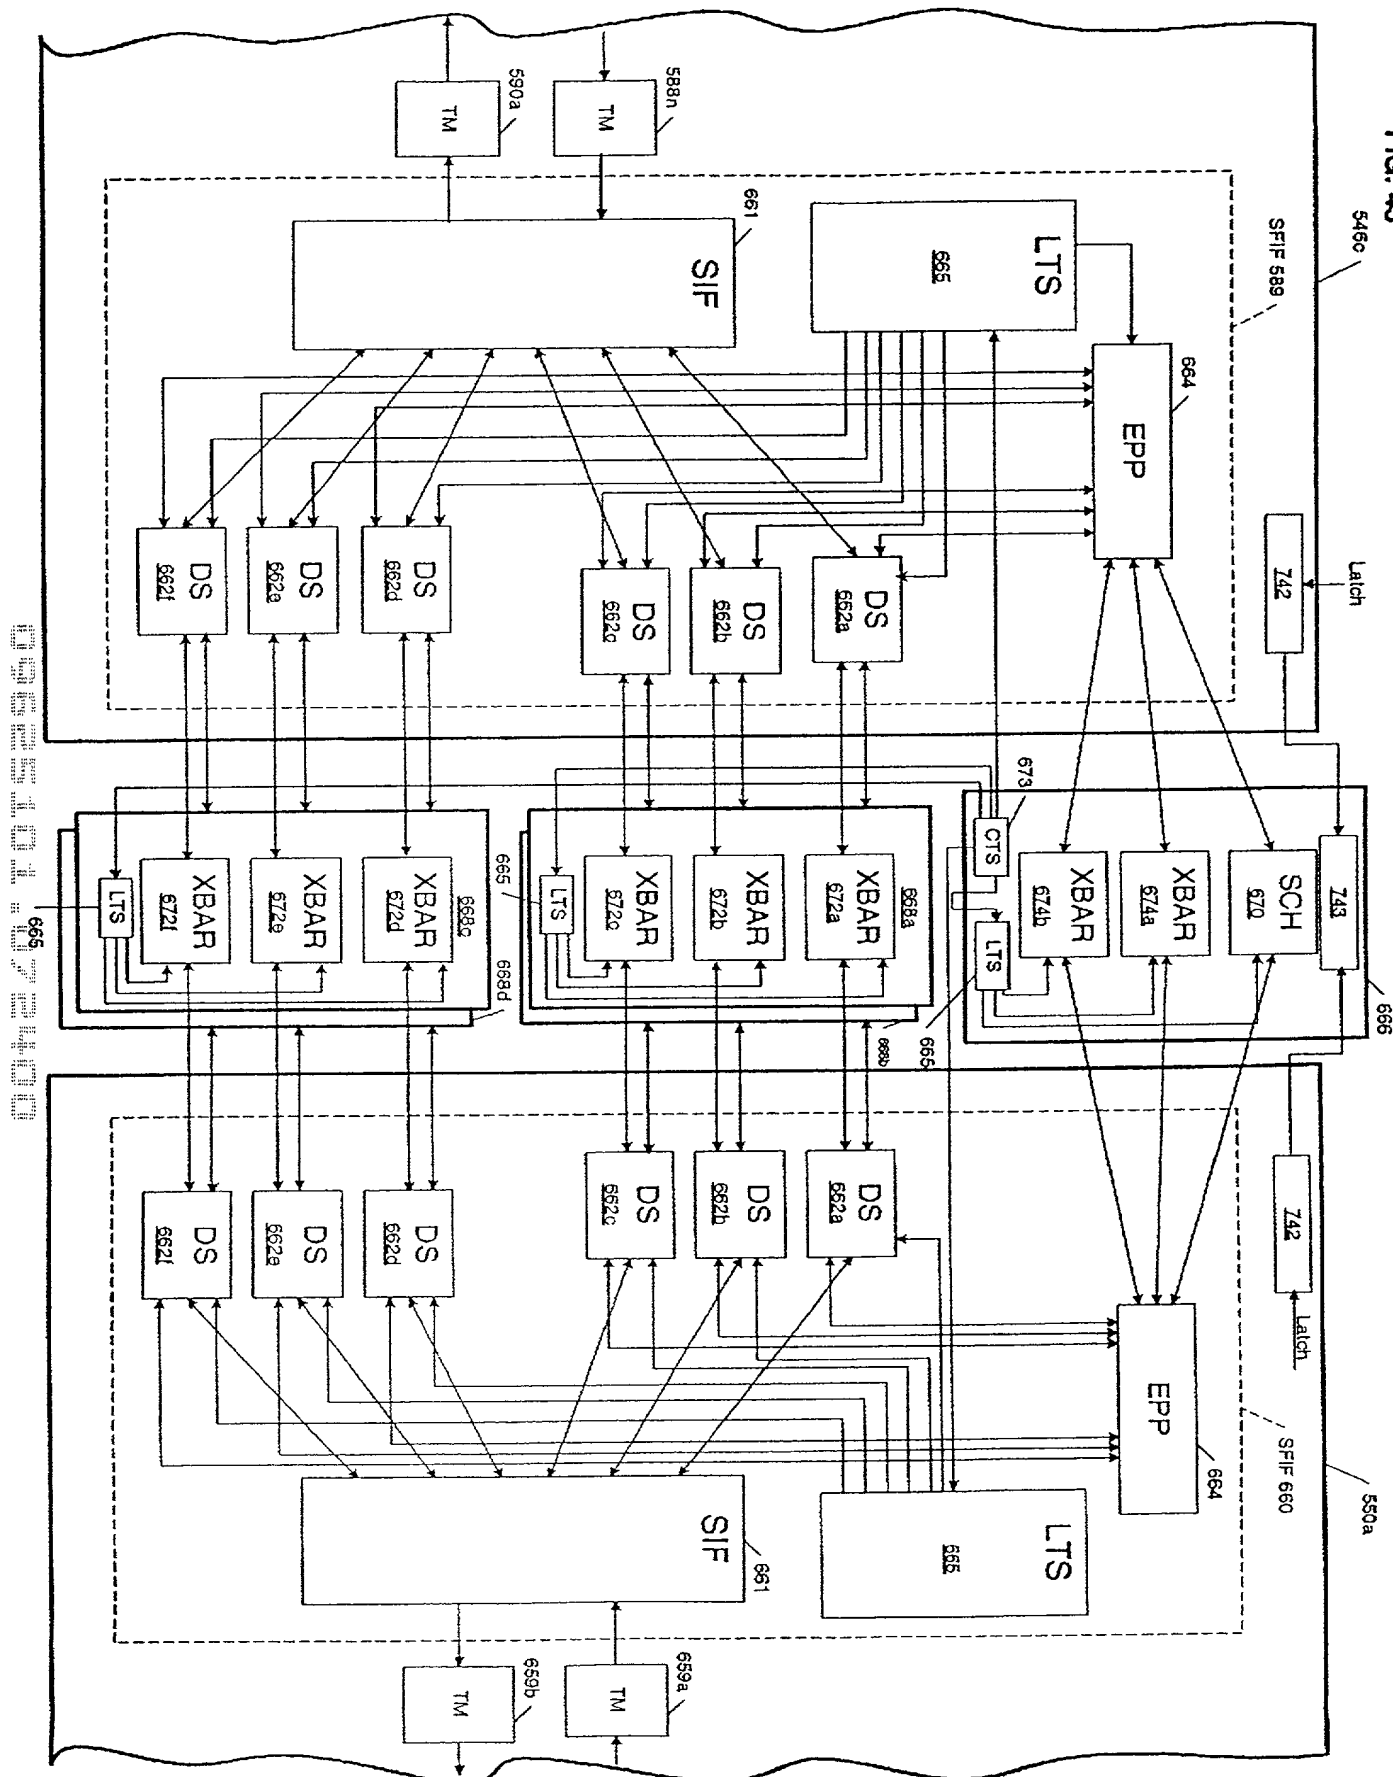 546c
SFIF 589
588n
TM
590a
TM
661
SIF
LTS
665
664
EPP
Latch
742
DS
662a
DS
662b
DS
662c
DS
662d
DS
662e
DS
662f
666
743
SCH
670
XBAR
674a
XBAR
674b
673
CTS
LTS
665
668a
668b
XBAR
672a
XBAR
672b
XBAR
672c
LTS
665
668c
668d
XBAR
672d
XBAR
672e
XBAR
672f
LTS
665
550a
SFIF 660
742
Latch
EPP
664
DS
662a
DS
662b
DS
662c
DS
662d
DS
662e
DS
662f
LTS
665
SIF
661
659a
TM
659b
TM
09625101.072400